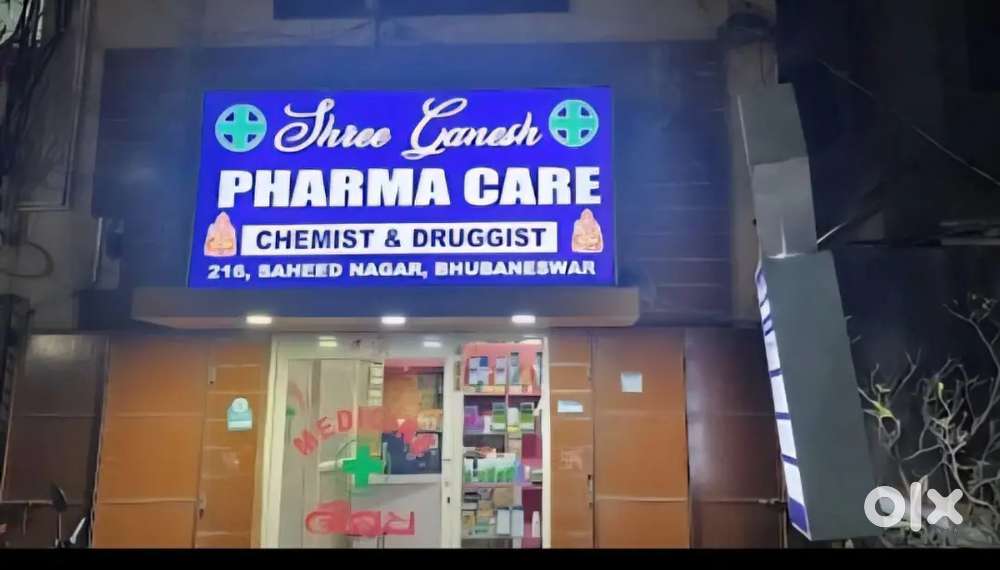 Shree Ganesh
PHARMA CARE
CHEMIST & DRUGGIST
216, SAHEED NAGAR, BHUBANESWAR
olx